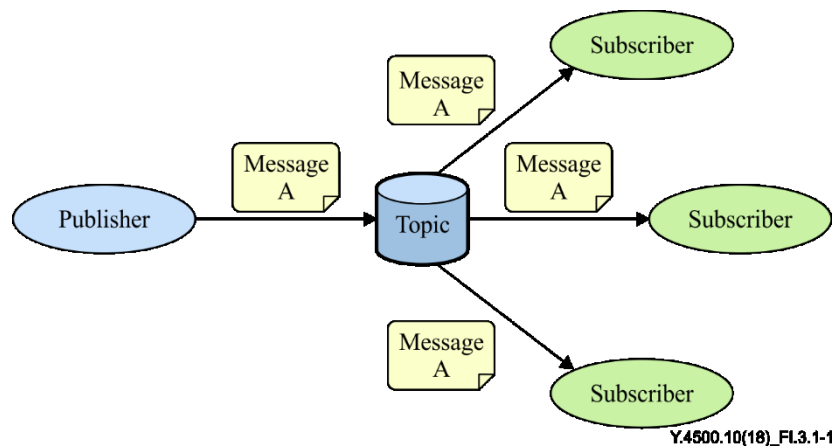 Subscriber
Message
A
Message
A
Message
A
Publisher
Topic
Subscriber
Message
A
Subscriber
Y.4500.10(18)_FI.3.1-1